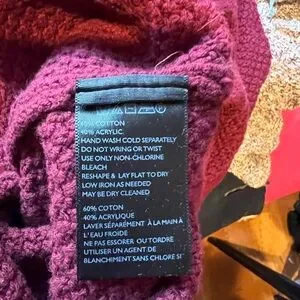 60% COTTON
40% ACRYLIC
HAND WASH COLD SEPARATELY
DO NOT WRING OR TWIST
USE ONLY NON-CHLORINE
BLEACH
RESHAPE & LAY FLAT TO DRY
LOW IRON AS NEEDED
MAY BE DRY CLEANED
60% COTON
40% ACRYLIQUE
LAVER SÉPARÉMENT À LA MAIN À
L'EAU FROIDE
NE PAS ESSORER OU TORDRE
UTILISER UN AGENT DE
BLANCHIMENT SANS CHLORE SI